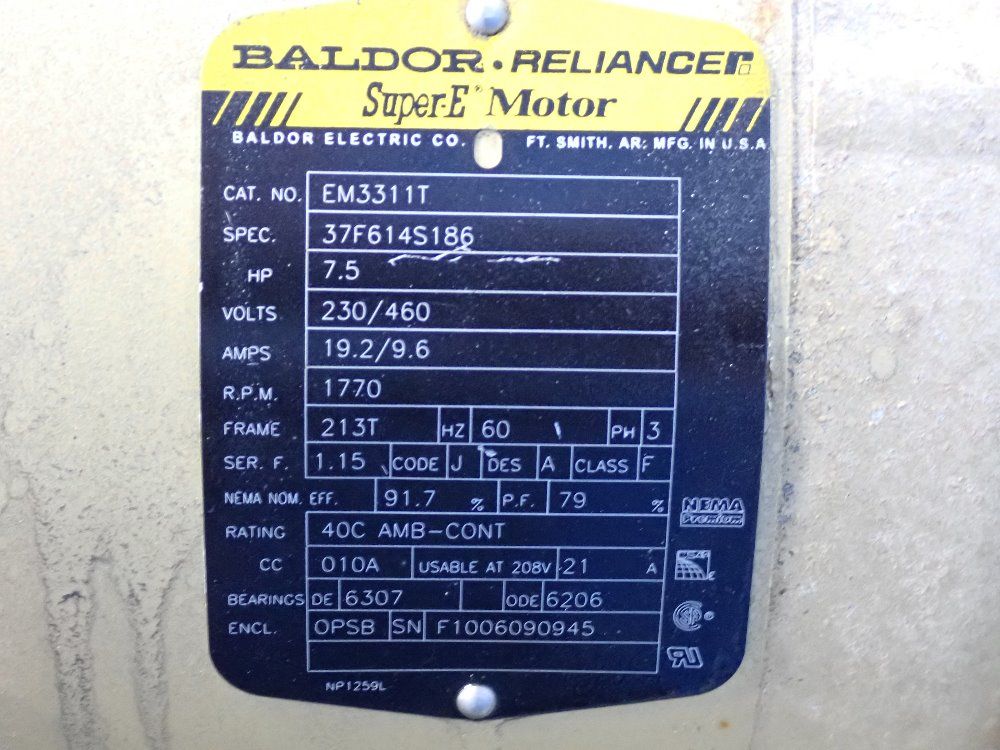 BALDOR • RELIANCER
Super-E® Motor
BALDOR ELECTRIC CO. FT. SMITH, AR. MFG. IN U.S.A
CAT. NO. EM3311T
SPEC. 37F614S186
HP 7.5
VOLTS 230/460
AMPS 19.2/9.6
R.P.M. 1770
FRAME 213T HZ 60 PH 3
SER. F. 1.15 CODE J DES A CLASS F
NEMA NOM. EFF. 91.7 % P.F. 79 %
NEMA
Premium
RATING 40C AMB-CONT
CC 010A USABLE AT 208V 21 A
BEARINGS DE 6307 ODE 6206
ENCL. OPSB SN F1006090945
NP1259L